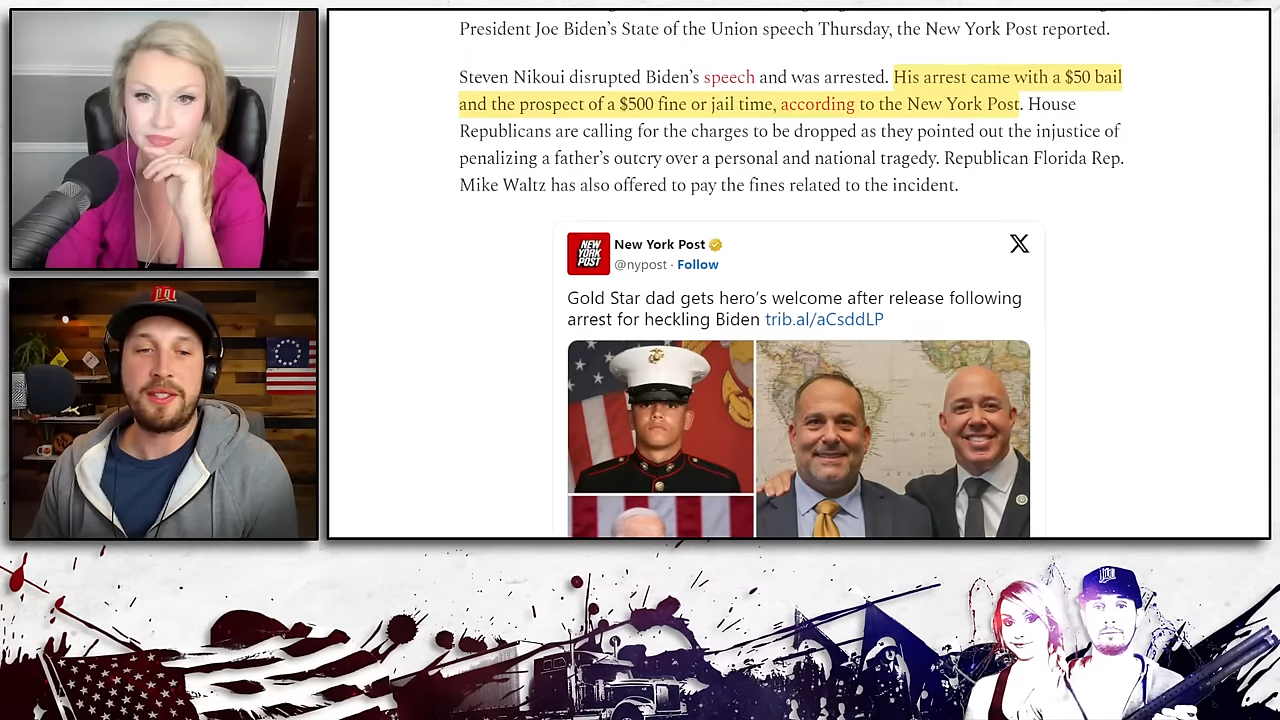 President Joe Biden’s State of the Union speech Thursday, the New York Post reported.
Steven Nikoui disrupted Biden’s speech and was arrested. His arrest came with a $50 bail
and the prospect of a $500 fine or jail time, according to the New York Post. House
Republicans are calling for the charges to be dropped as they pointed out the injustice of
penalizing a father’s outcry over a personal and national tragedy. Republican Florida Rep.
Mike Waltz has also offered to pay the fines related to the incident.
NEW
YORK
POST
New York Post
@nypost · Follow
Gold Star dad gets hero’s welcome after release following
arrest for heckling Biden trib.al/aCsddLP